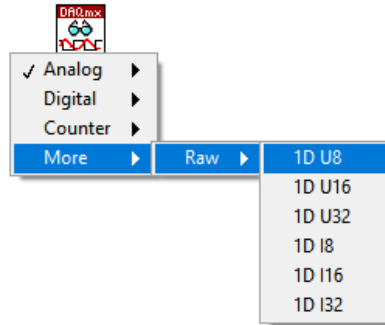 DAQmx
Analog
Digital
Counter
More
Raw
1D U8
1D U16
1D U32
1D I8
1D I16
1D I32